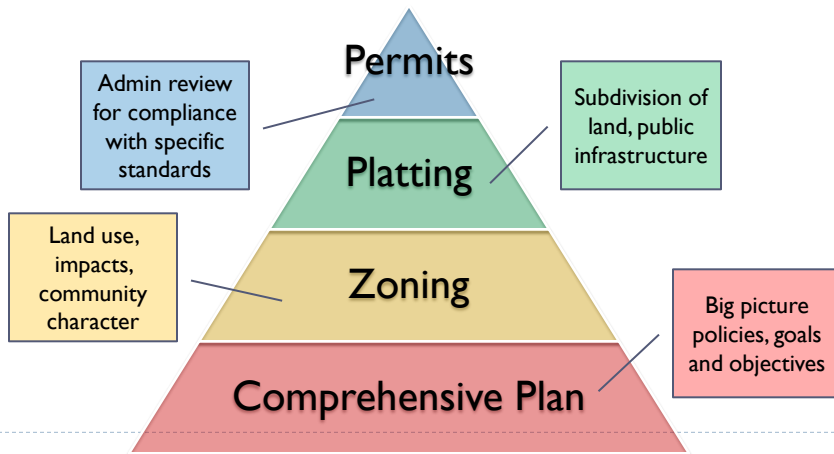 Permits
Admin review
for compliance
with specific
standards
Subdivision of
land, public
infrastructure
Platting
Land use,
impacts,
community
character
Zoning
Big picture
policies, goals
and objectives
Comprehensive Plan